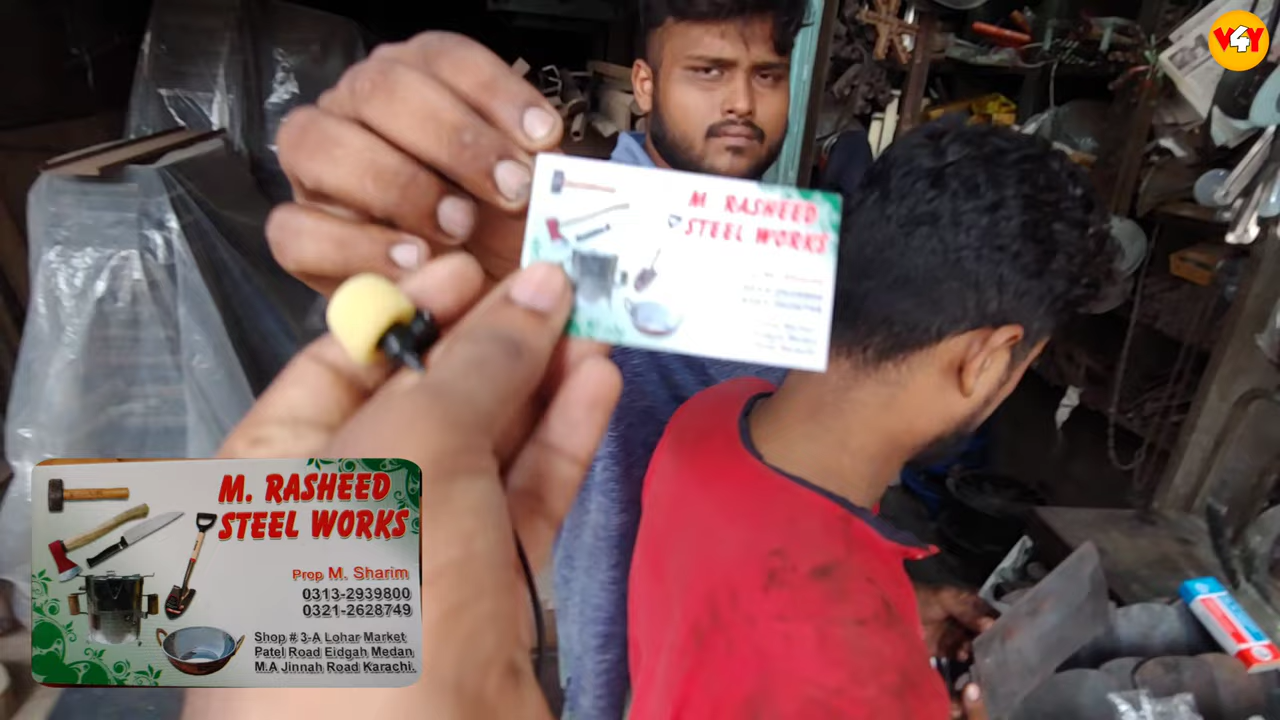 V4Y
M. RASHEED
STEEL WORKS
M. RASHEED
STEEL WORKS
Prop M. Sharim
0313-2939800
0321-2628749
Shop # 3-A Lohar Market
Patel Road Eidgah Medan
M.A Jinnah Road Karachi.